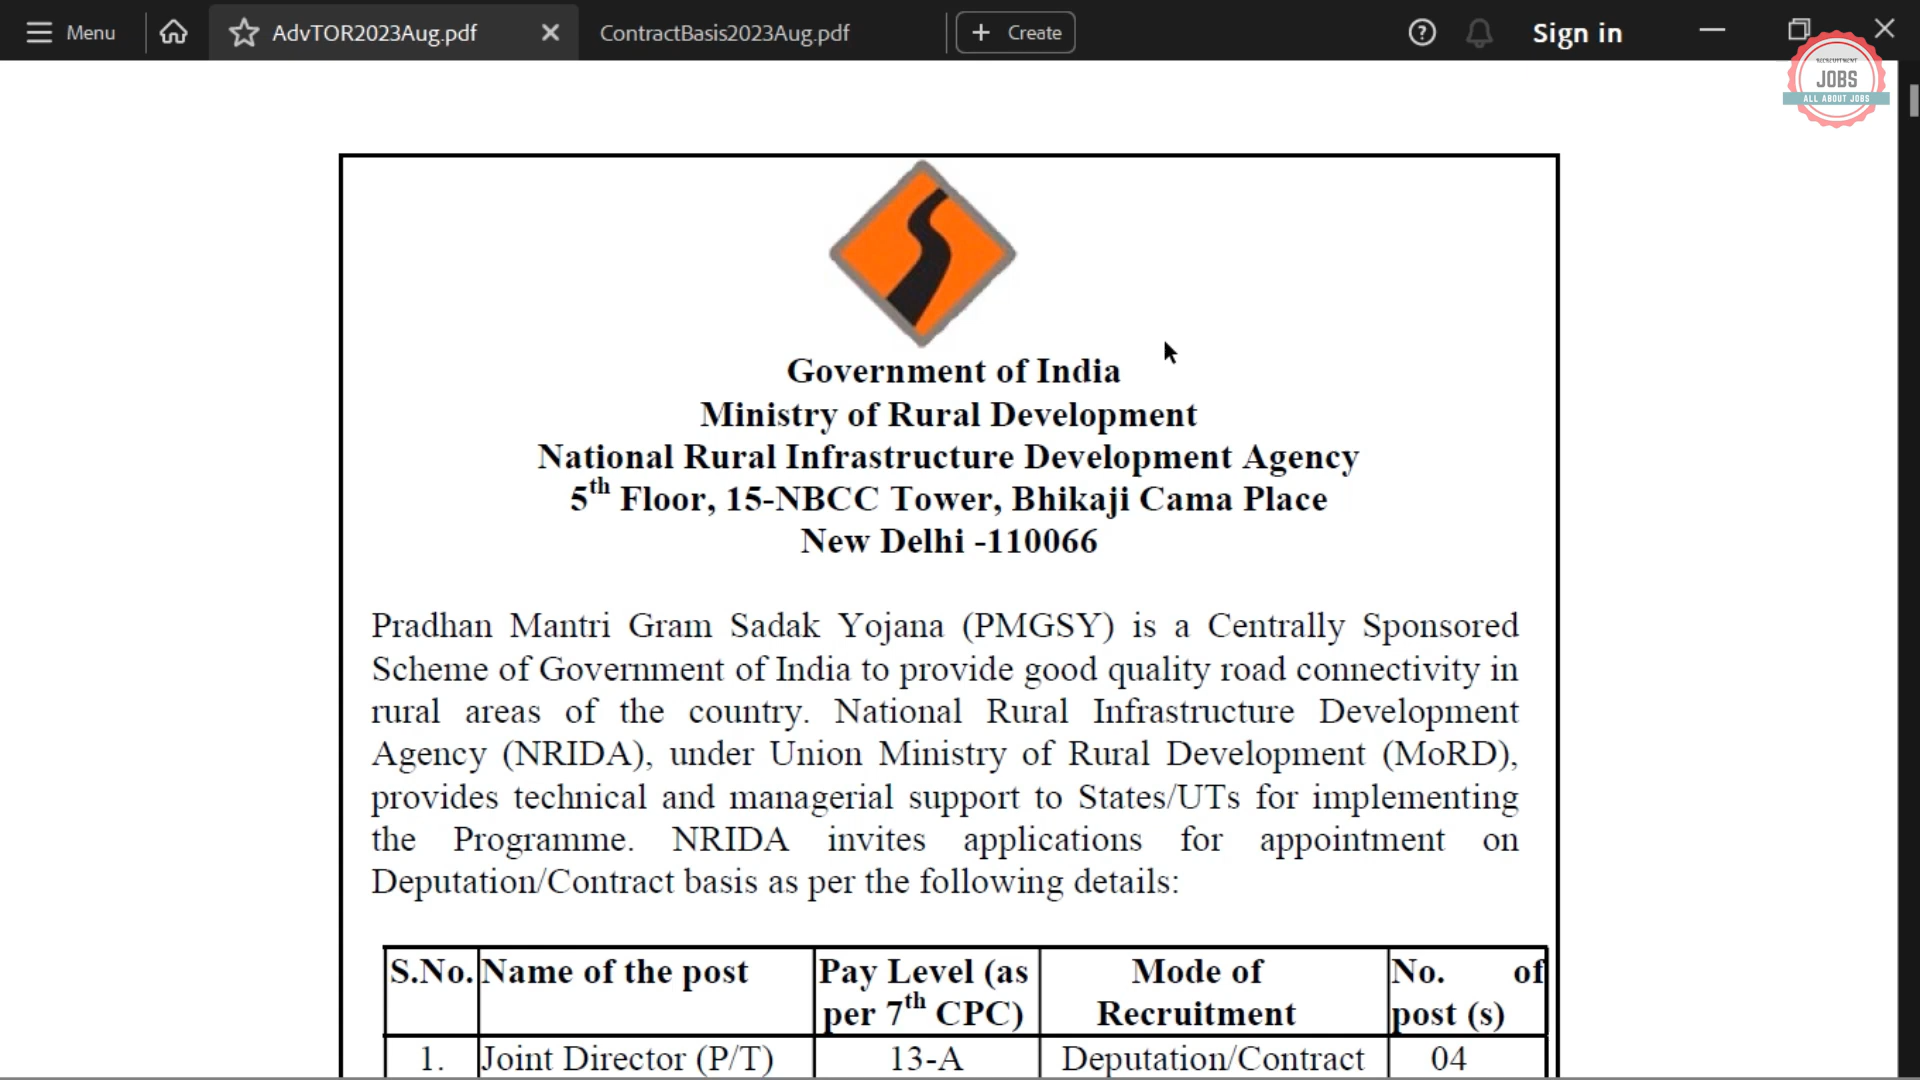 Menu
AdvTOR2023Aug.pdf
ContractBasis2023Aug.pdf
+ Create
Sign in
JOBS
ALL ABOUT JOBS
Government of India
Ministry of Rural Development
National Rural Infrastructure Development Agency
5th Floor, 15-NBCC Tower, Bhikaji Cama Place
New Delhi -110066
Pradhan Mantri Gram Sadak Yojana (PMGSY) is a Centrally Sponsored
Scheme of Government of India to provide good quality road connectivity in
rural areas of the country. National Rural Infrastructure Development
Agency (NRIDA), under Union Ministry of Rural Development (MoRD),
provides technical and managerial support to States/UTs for implementing
the Programme. NRIDA invites applications for appointment on
Deputation/Contract basis as per the following details:
S.No. Name of the post Pay Level (as per 7th CPC) Mode of Recruitment No. of post (s)
1. Joint Director (P/T) 13-A Deputation/Contract 04